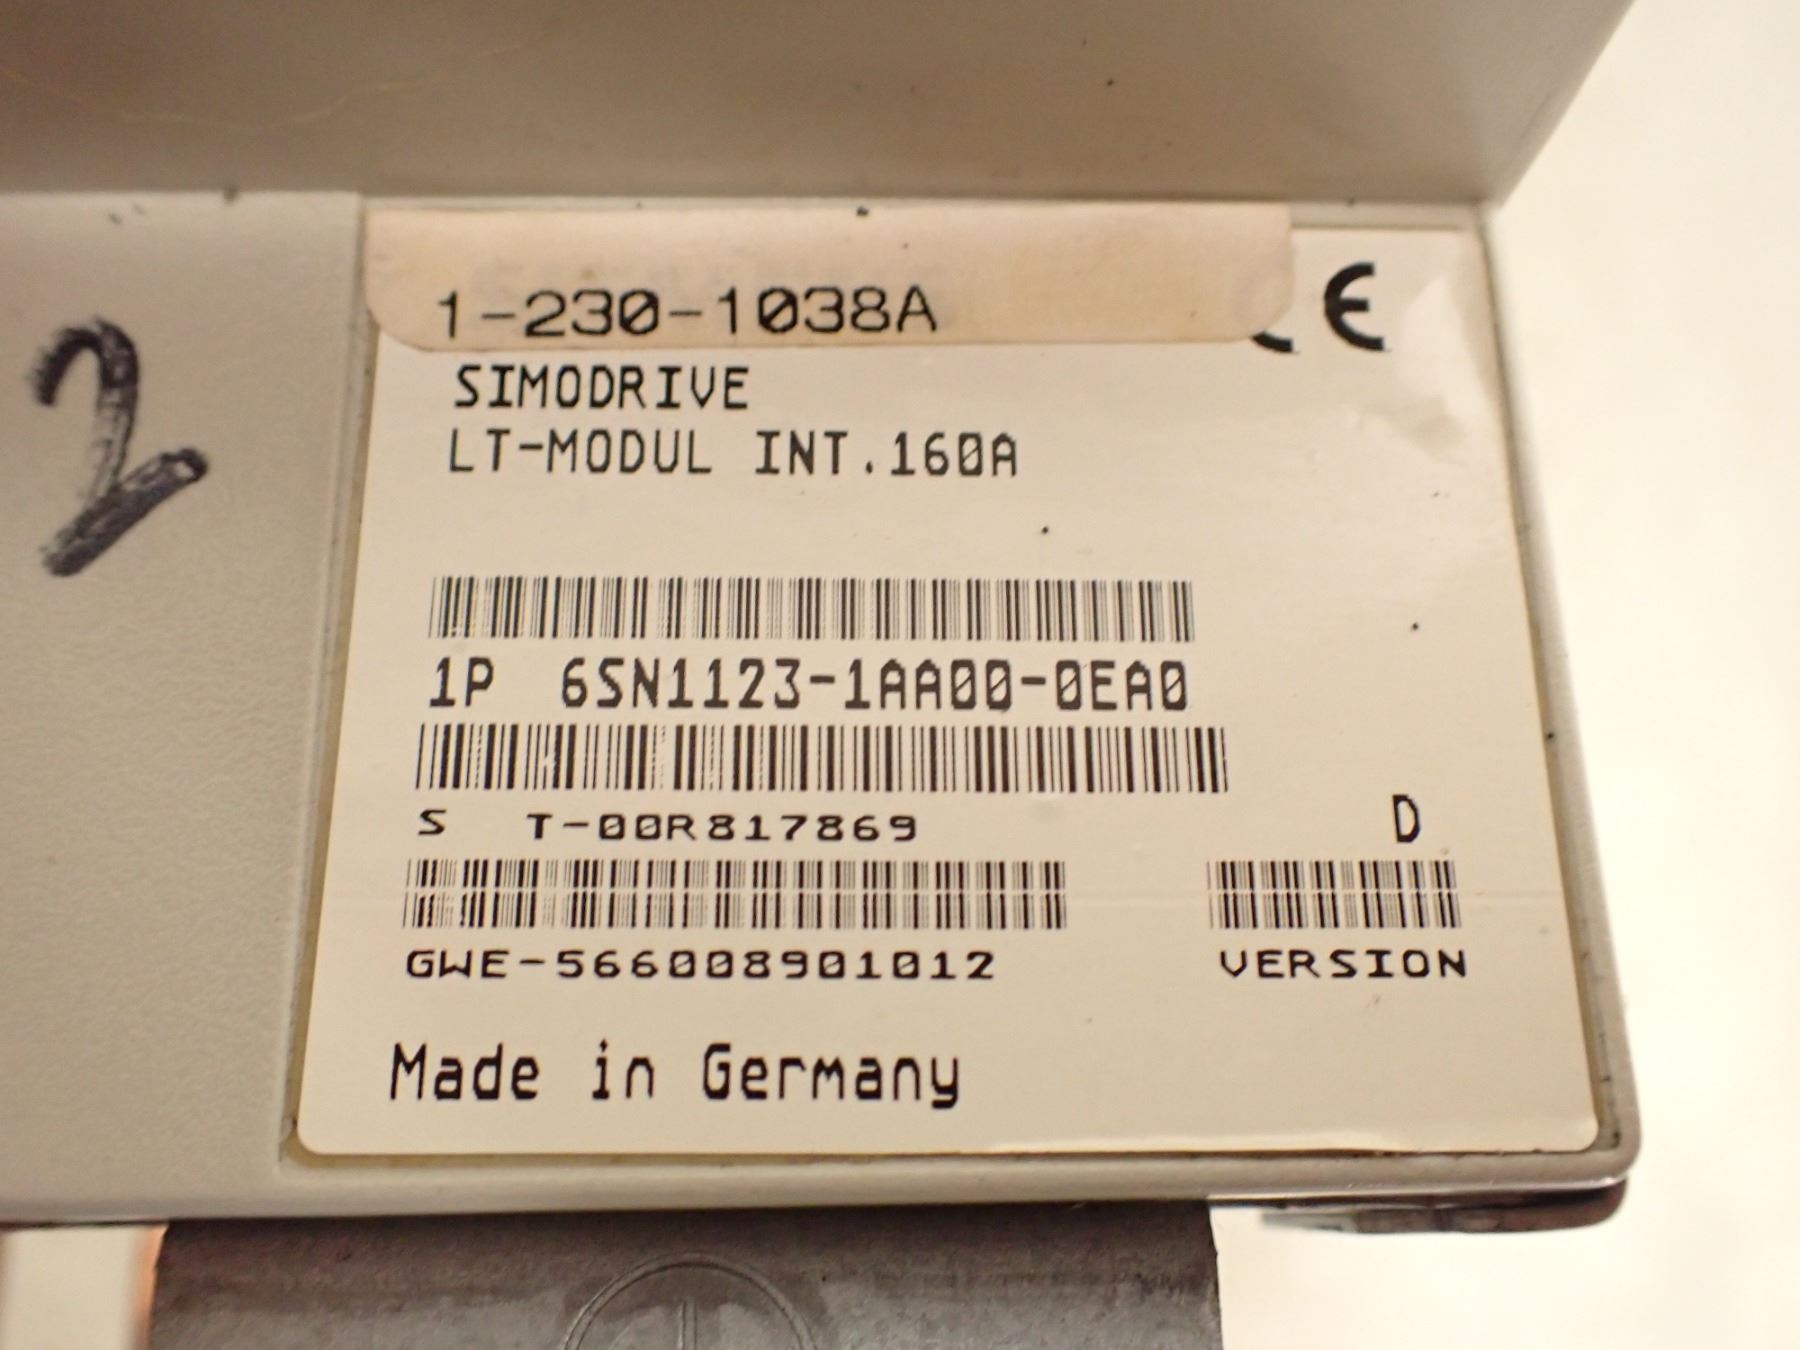 2
1-230-1038A
CE
SIMODRIVE
LT-MODUL INT.160A
1P 6SN1123-1AA00-0EA0
S T-00R817869
D
GWE-566008901012
VERSION
Made in Germany